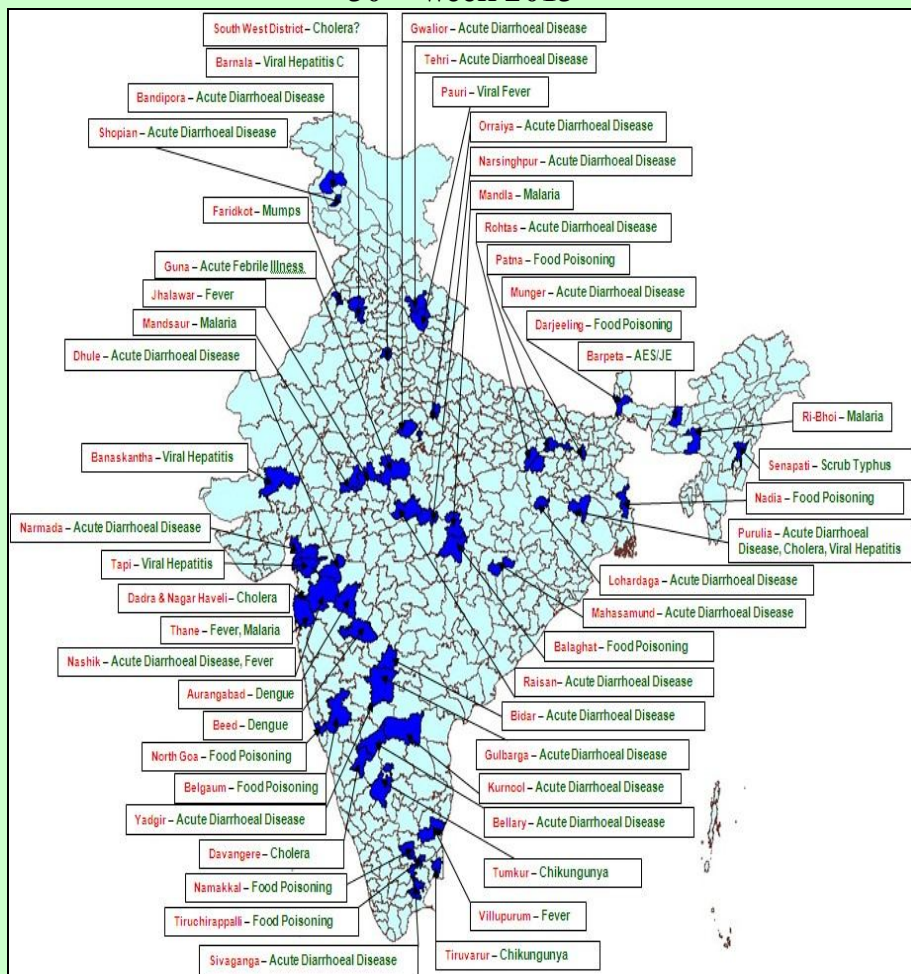 South West District – Cholera?
Gwalior – Acute Diarrhoeal Disease
Barnala – Viral Hepatitis C
Tehri – Acute Diarrhoeal Disease
Bandipora – Acute Diarrhoeal Disease
Pauri – Viral Fever
Shopian – Acute Diarrhoeal Disease
Orraiya – Acute Diarrhoeal Disease
Narsinghpur – Acute Diarrhoeal Disease
Mandla – Malaria
Faridkot – Mumps
Rohtas – Acute Diarrhoeal Disease
Patna – Food Poisoning
Guna – Acute Febrile Illness
Jhalawar – Fever
Munger – Acute Diarrhoeal Disease
Mandsaur – Malaria
Darjeeling – Food Poisoning
Dhule – Acute Diarrhoeal Disease
Barpeta – AES/JE
Ri-Bhoi – Malaria
Banaskantha – Viral Hepatitis
Senapati – Scrub Typhus
Nadia – Food Poisoning
Narmada – Acute Diarrhoeal Disease
Purulia – Acute Diarrhoeal
Disease, Cholera, Viral Hepatitis
Tapi – Viral Hepatitis
Lohardaga – Acute Diarrhoeal Disease
Dadra & Nagar Haveli – Cholera
Mahasamund – Acute Diarrhoeal Disease
Thane – Fever, Malaria
Balaghat – Food Poisoning
Nashik – Acute Diarrhoeal Disease, Fever
Raisan – Acute Diarrhoeal Disease
Aurangabad – Dengue
Bidar – Acute Diarrhoeal Disease
Beed – Dengue
North Goa – Food Poisoning
Gulbarga – Acute Diarrhoeal Disease
Belgaum – Food Poisoning
Kurnool – Acute Diarrhoeal Disease
Yadgir – Acute Diarrhoeal Disease
Bellary – Acute Diarrhoeal Disease
Davangere – Cholera
Tumkur – Chikungunya
Namakkal – Food Poisoning
Tiruchirappalli – Food Poisoning
Villupurum – Fever
Sivaganga – Acute Diarrhoeal Disease
Tiruvarur – Chikungunya